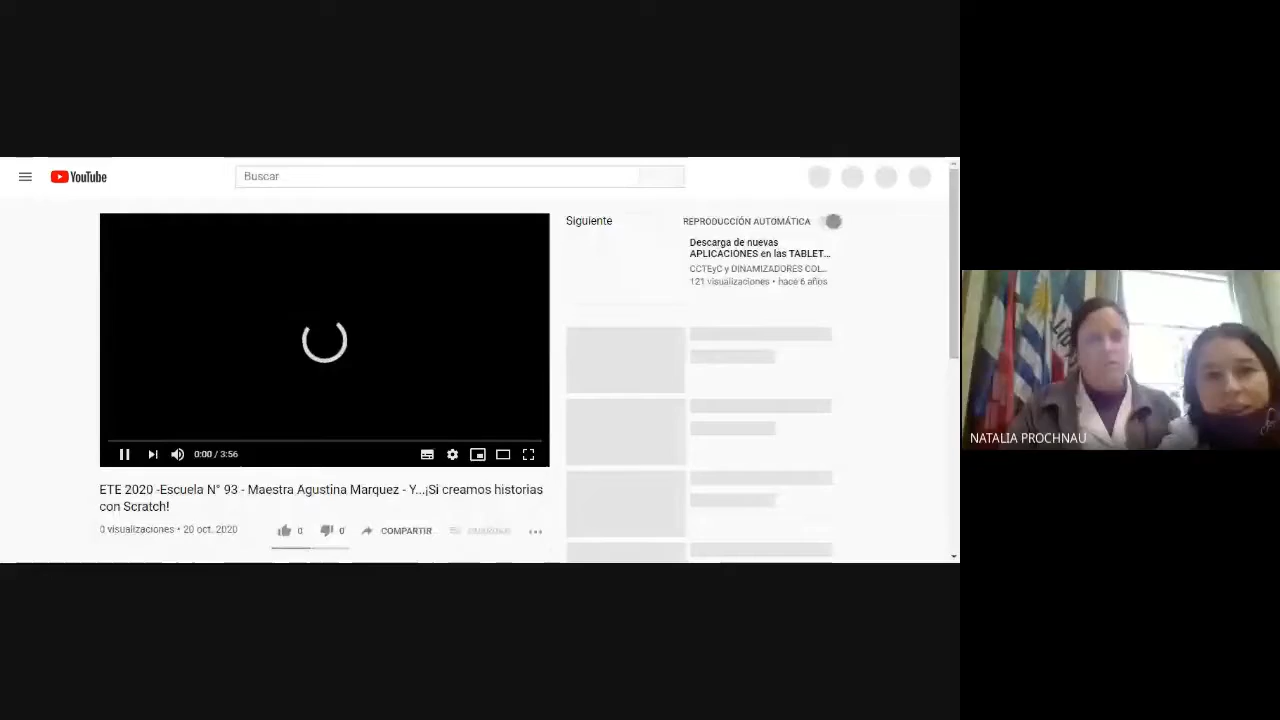 YouTube
Buscar
Siguiente
REPRODUCCIÓN AUTOMÁTICA
Descarga de nuevas
APLICACIONES en las TABLET...
CCTEyC y DINAMIZADORES COL...
121 visualizaciones • hace 6 años
0:00 / 3:56
ETE 2020 -Escuela N° 93 - Maestra Agustina Marquez - Y...¡Si creamos historias
con Scratch!
0 visualizaciones • 20 oct. 2020
0
0
COMPARTIR
NATALIA PROCHNAU